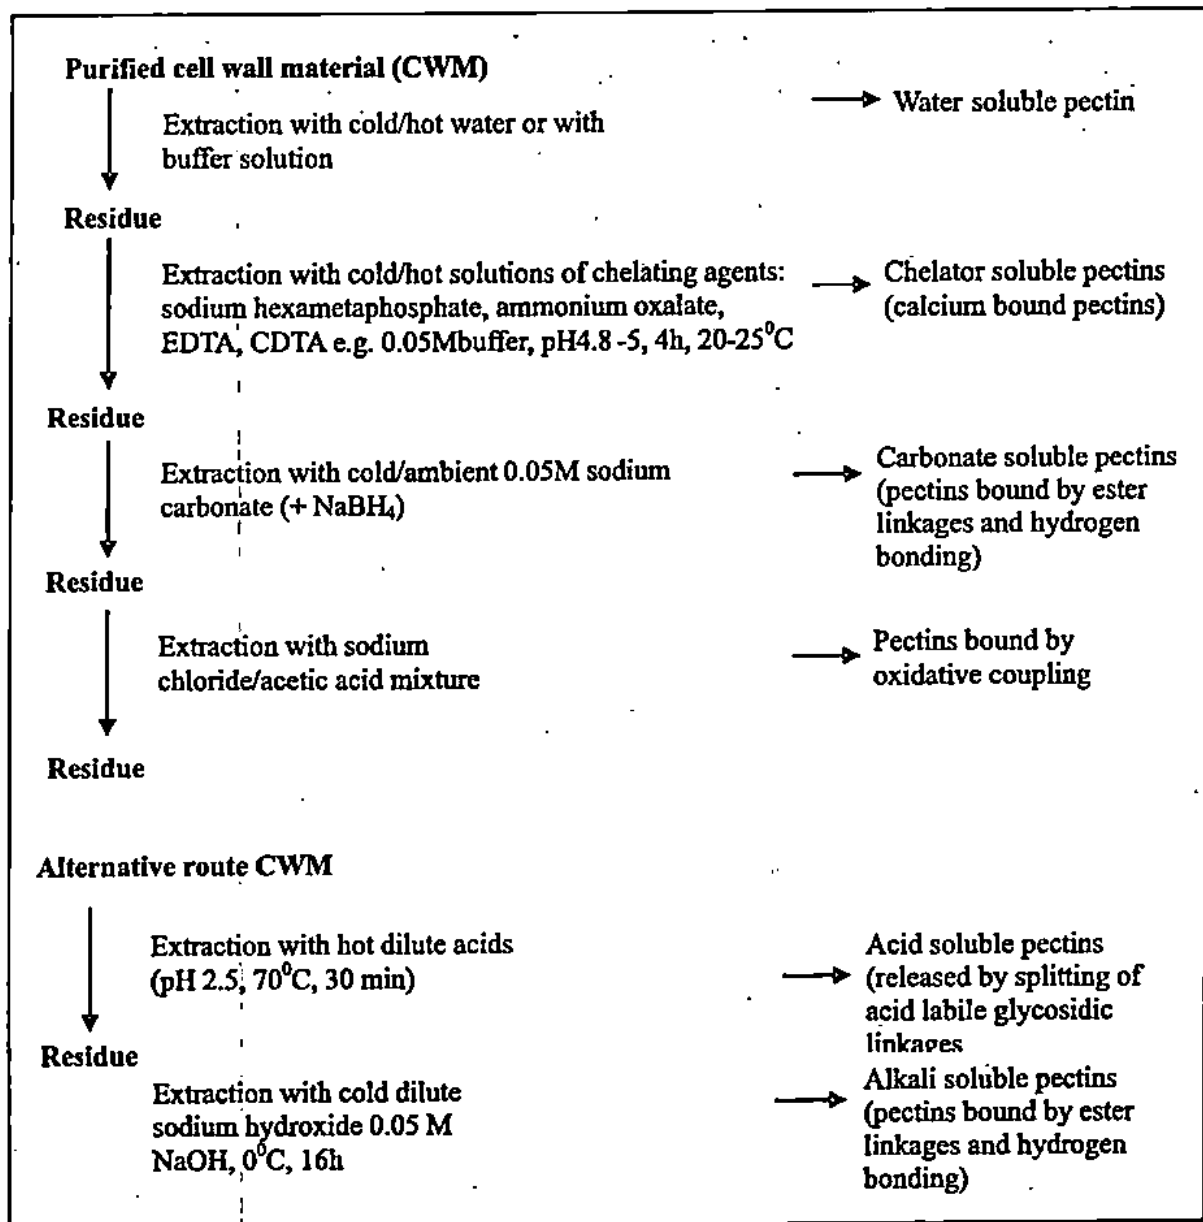 Purified cell wall material (CWM)
Extraction with cold/hot water or with
buffer solution
Water soluble pectin
Residue
Extraction with cold/hot solutions of chelating agents:
sodium hexametaphosphate, ammonium oxalate,
EDTA, CDTA e.g. 0.05Mbuffer, pH4.8 -5, 4h, 20-25⁰C
Chelator soluble pectins
(calcium bound pectins)
Residue
Extraction with cold/ambient 0.05M sodium
carbonate (+ NaBH₄)
Carbonate soluble pectins
(pectins bound by ester
linkages and hydrogen
bonding)
Residue
Extraction with sodium
chloride/acetic acid mixture
Pectins bound by
oxidative coupling
Residue
Alternative route CWM
Extraction with hot dilute acids
(pH 2.5, 70⁰C, 30 min)
Acid soluble pectins
(released by splitting of
acid labile glycosidic
linkages
Residue
Extraction with cold dilute
sodium hydroxide 0.05 M
NaOH, 0⁰C, 16h
Alkali soluble pectins
(pectins bound by ester
linkages and hydrogen
bonding)